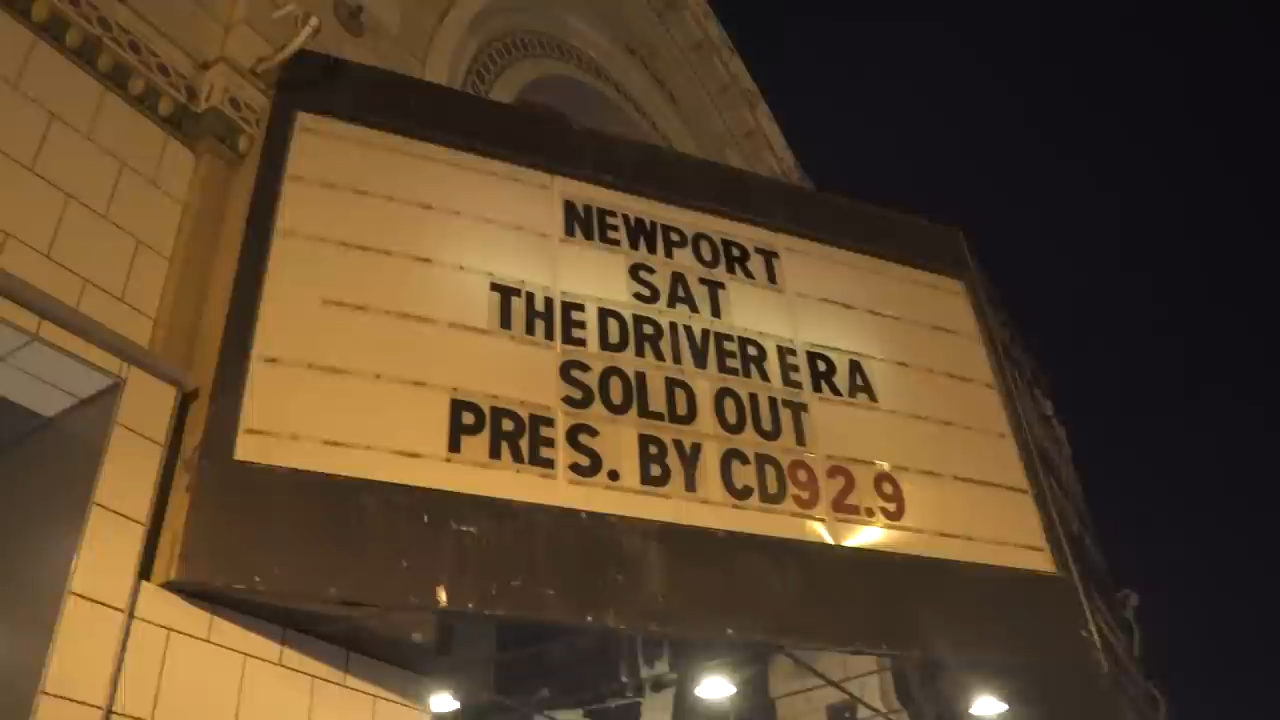 NEWPORT
SAT
THE DRIVER ERA
SOLD OUT
PRES. BY CD92.9